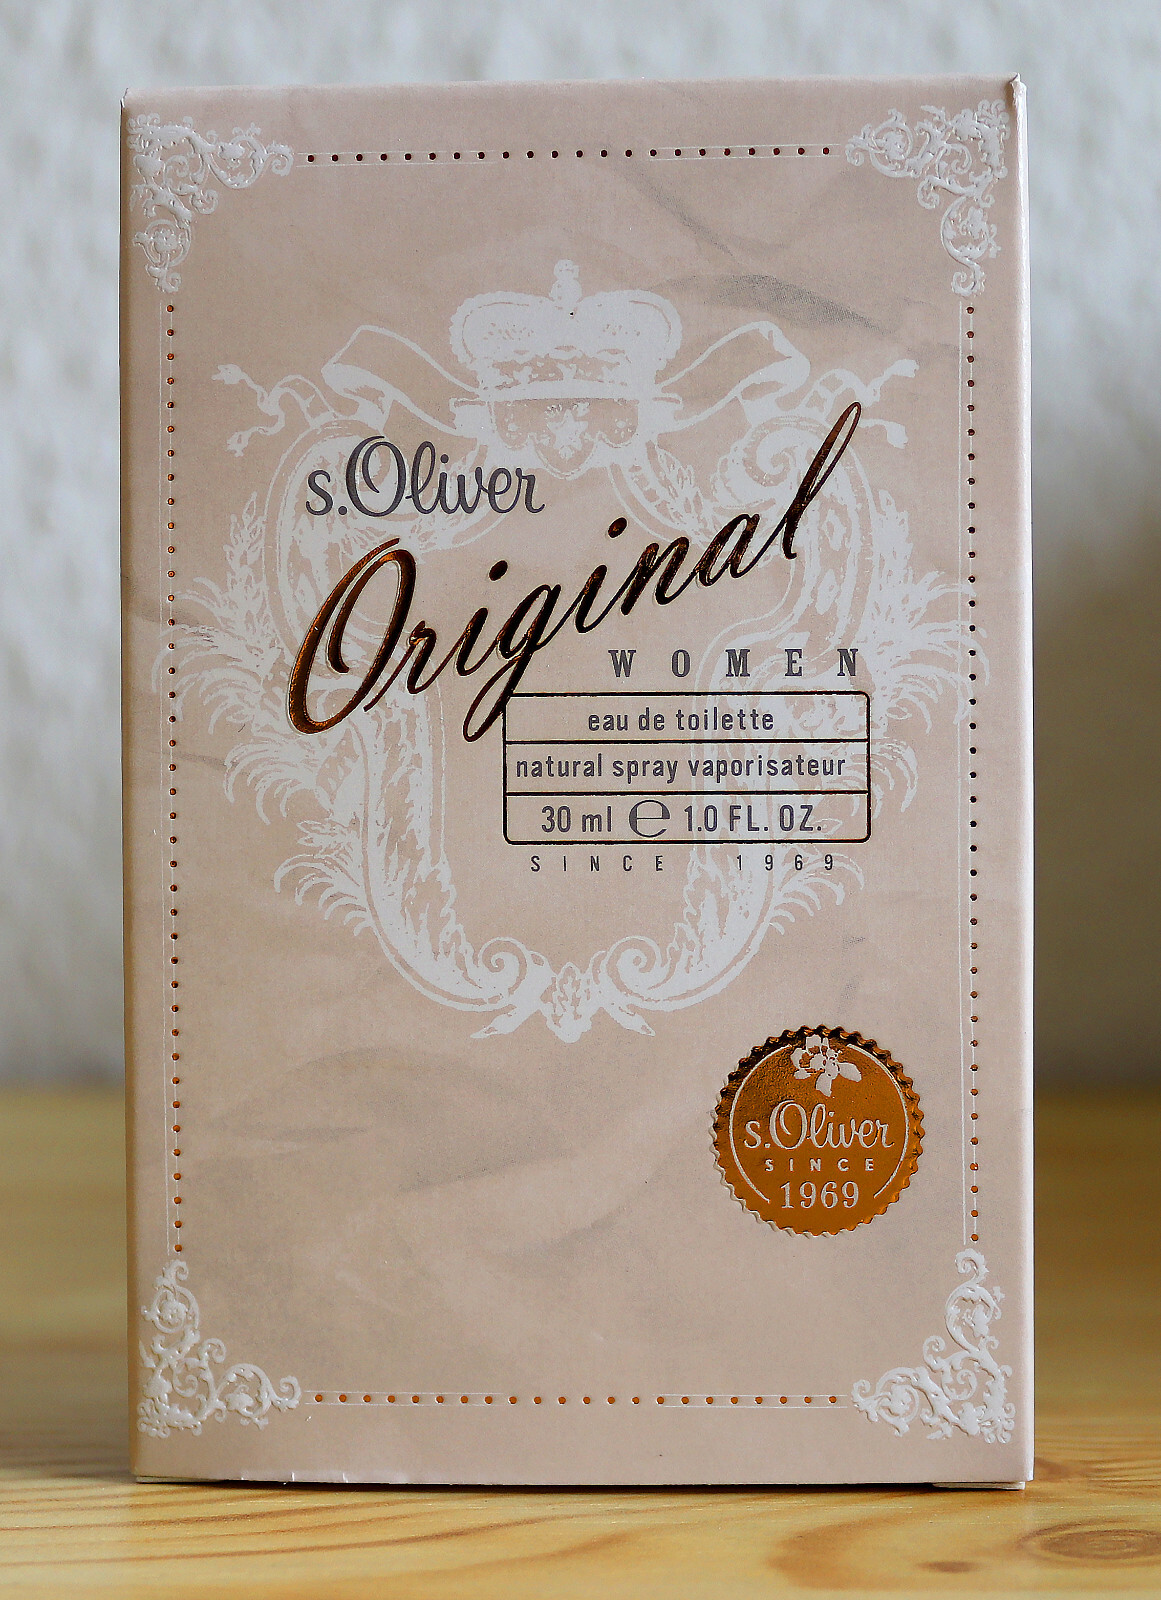 s.Oliver
Original
WOMEN
eau de toilette
natural spray vaporisateur
30 ml ℮ 1.0 FL. OZ.
SINCE 1969
s.Oliver
SINCE
1969